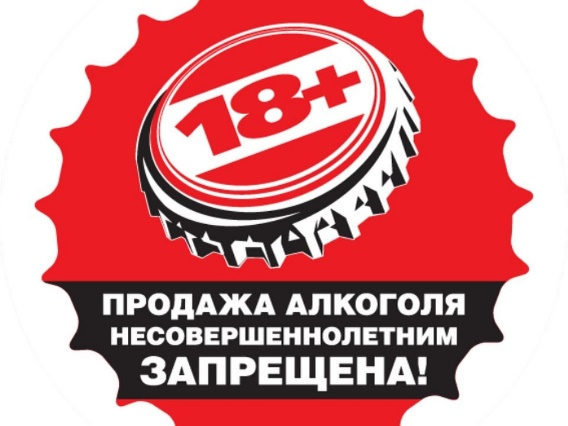 18+
ПРОДАЖА АЛКОГОЛЯ
НЕСОВЕРШЕННОЛЕТНИМ
ЗАПРЕЩЕНА!